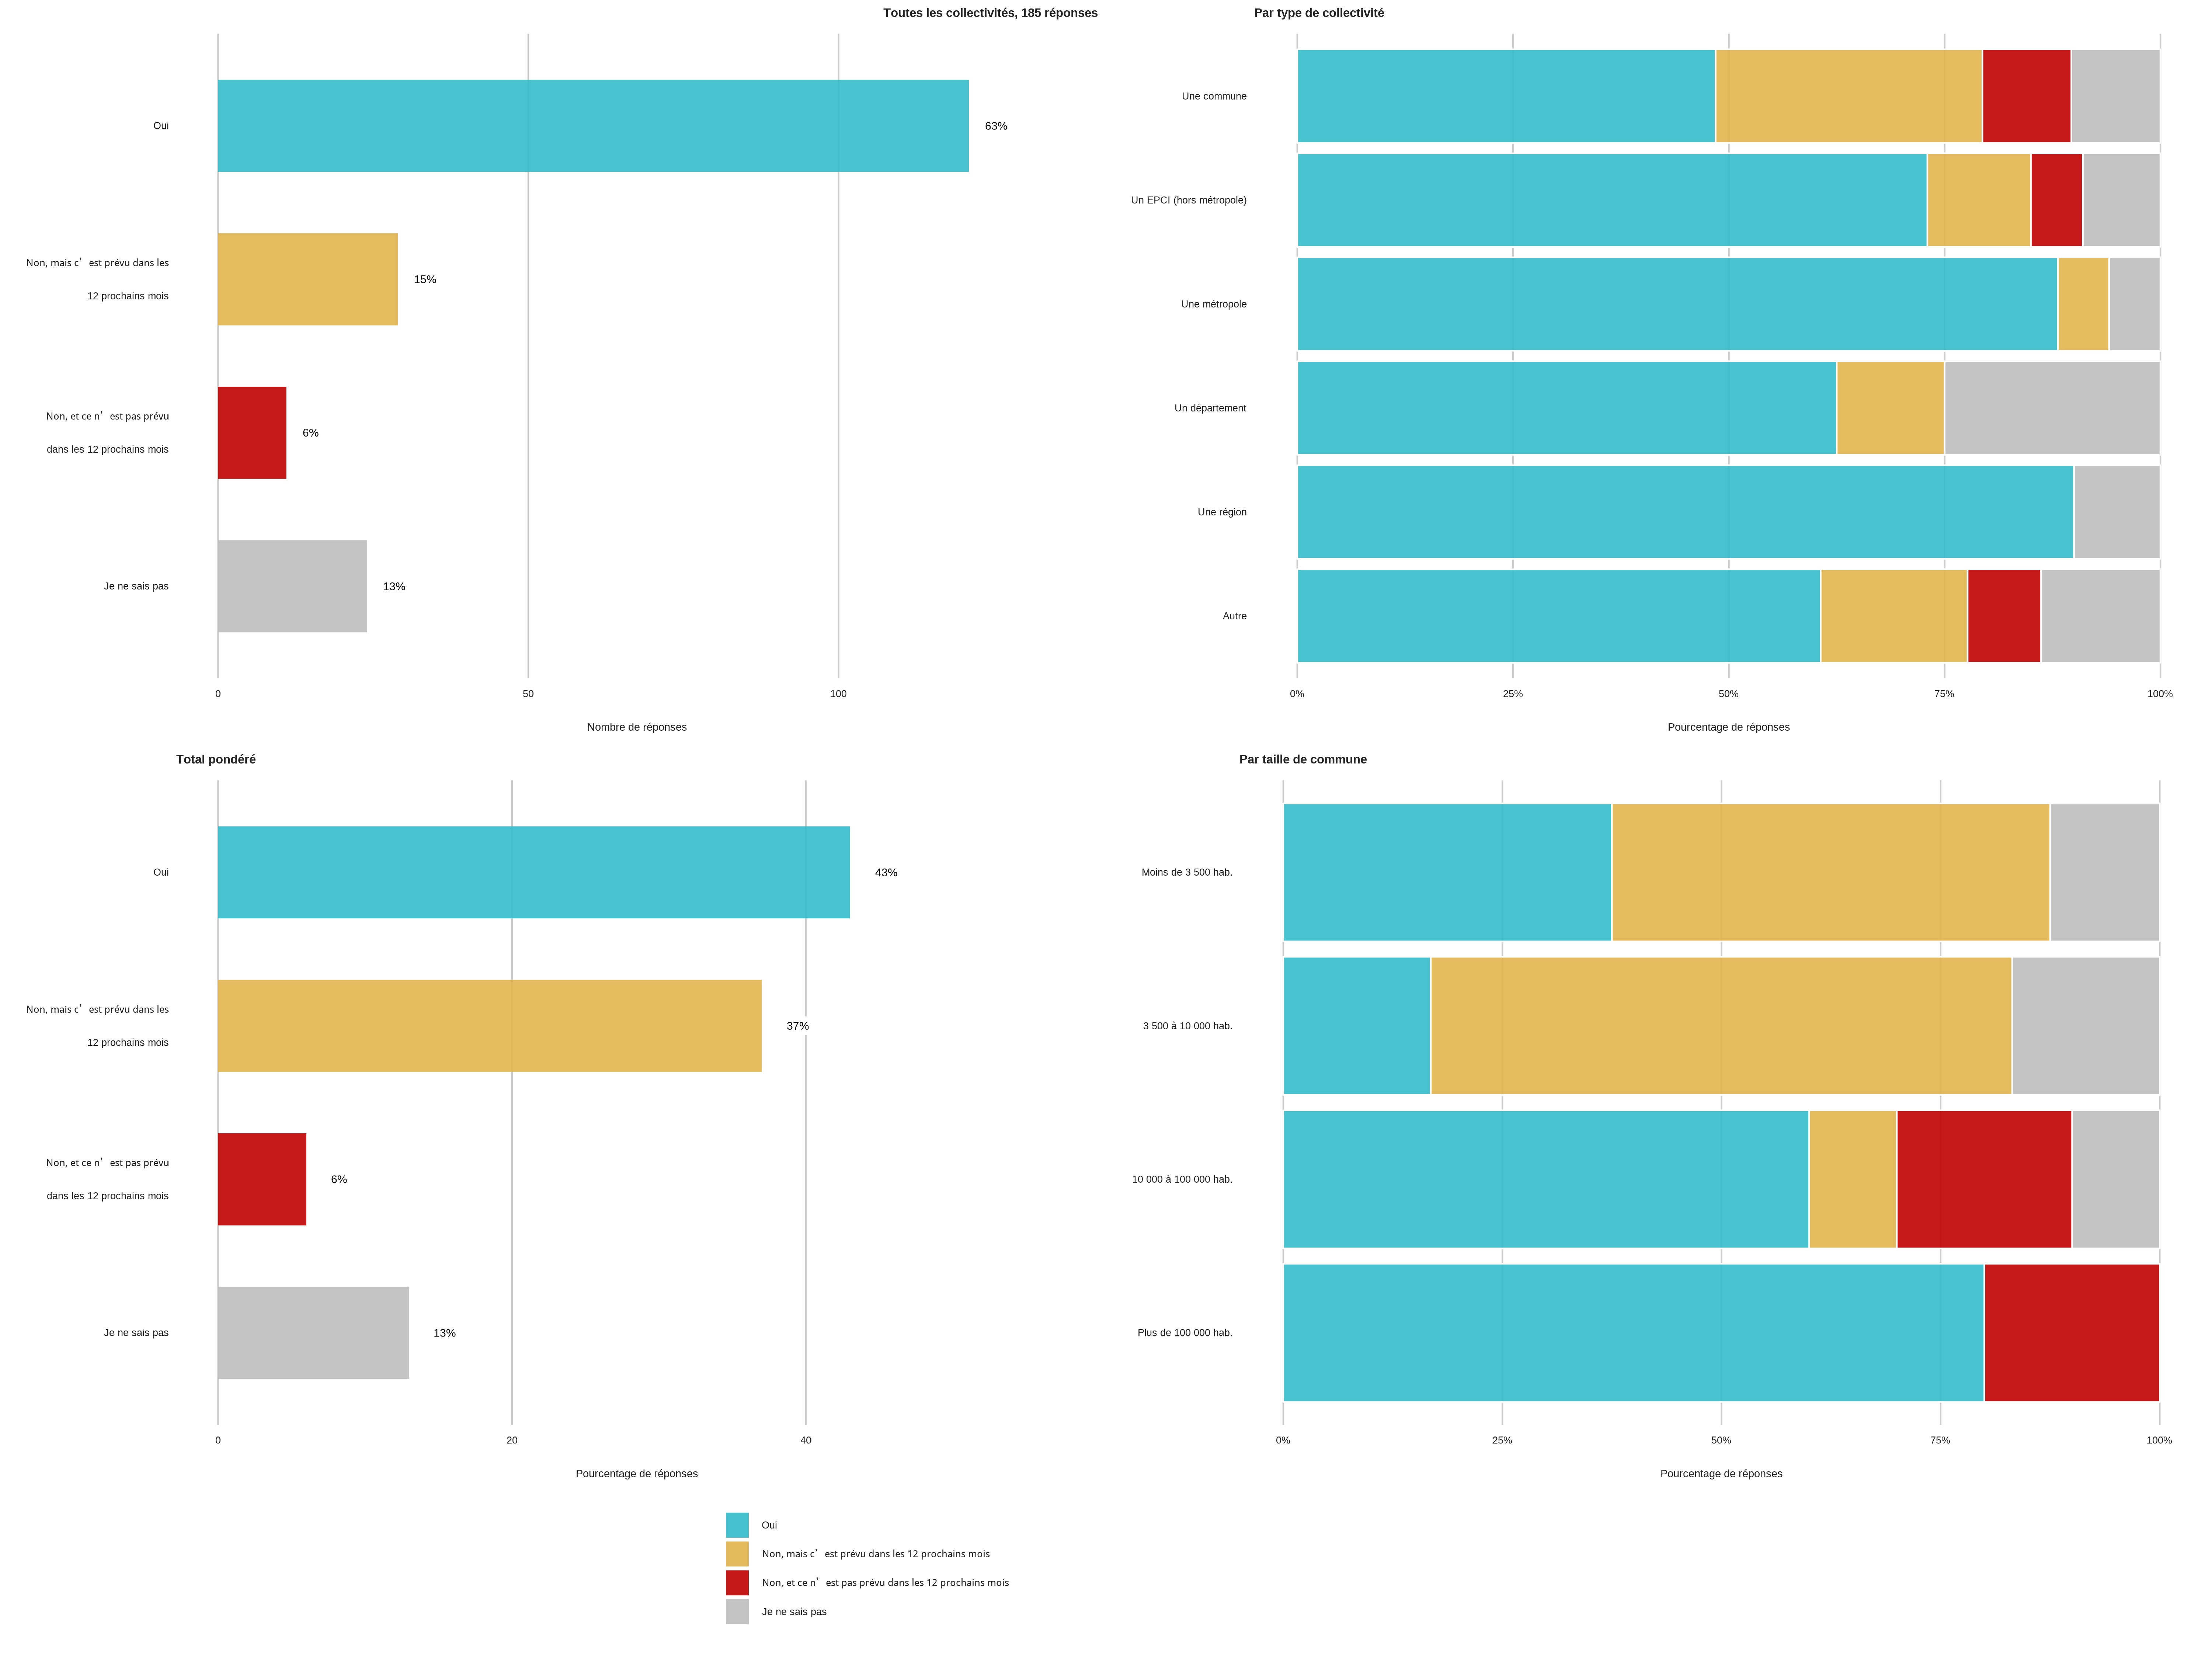 Toutes les collectivités, 185 réponses
Oui
63%
Non, mais c’est prévu dans les
12 prochains mois
15%
Non, et ce n’est pas prévu
dans les 12 prochains mois
6%
Je ne sais pas
13%
0 50 100
Nombre de réponses
Par type de collectivité
Une commune
Un EPCI (hors métropole)
Une métropole
Un département
Une région
Autre
0% 25% 50% 75% 100%
Pourcentage de réponses
Total pondéré
Oui
43%
Non, mais c’est prévu dans les
12 prochains mois
37%
Non, et ce n’est pas prévu
dans les 12 prochains mois
6%
Je ne sais pas
13%
0 20 40
Pourcentage de réponses
Par taille de commune
Moins de 3 500 hab.
3 500 à 10 000 hab.
10 000 à 100 000 hab.
Plus de 100 000 hab.
0% 25% 50% 75% 100%
Pourcentage de réponses
Oui
Non, mais c’est prévu dans les 12 prochains mois
Non, et ce n’est pas prévu dans les 12 prochains mois
Je ne sais pas